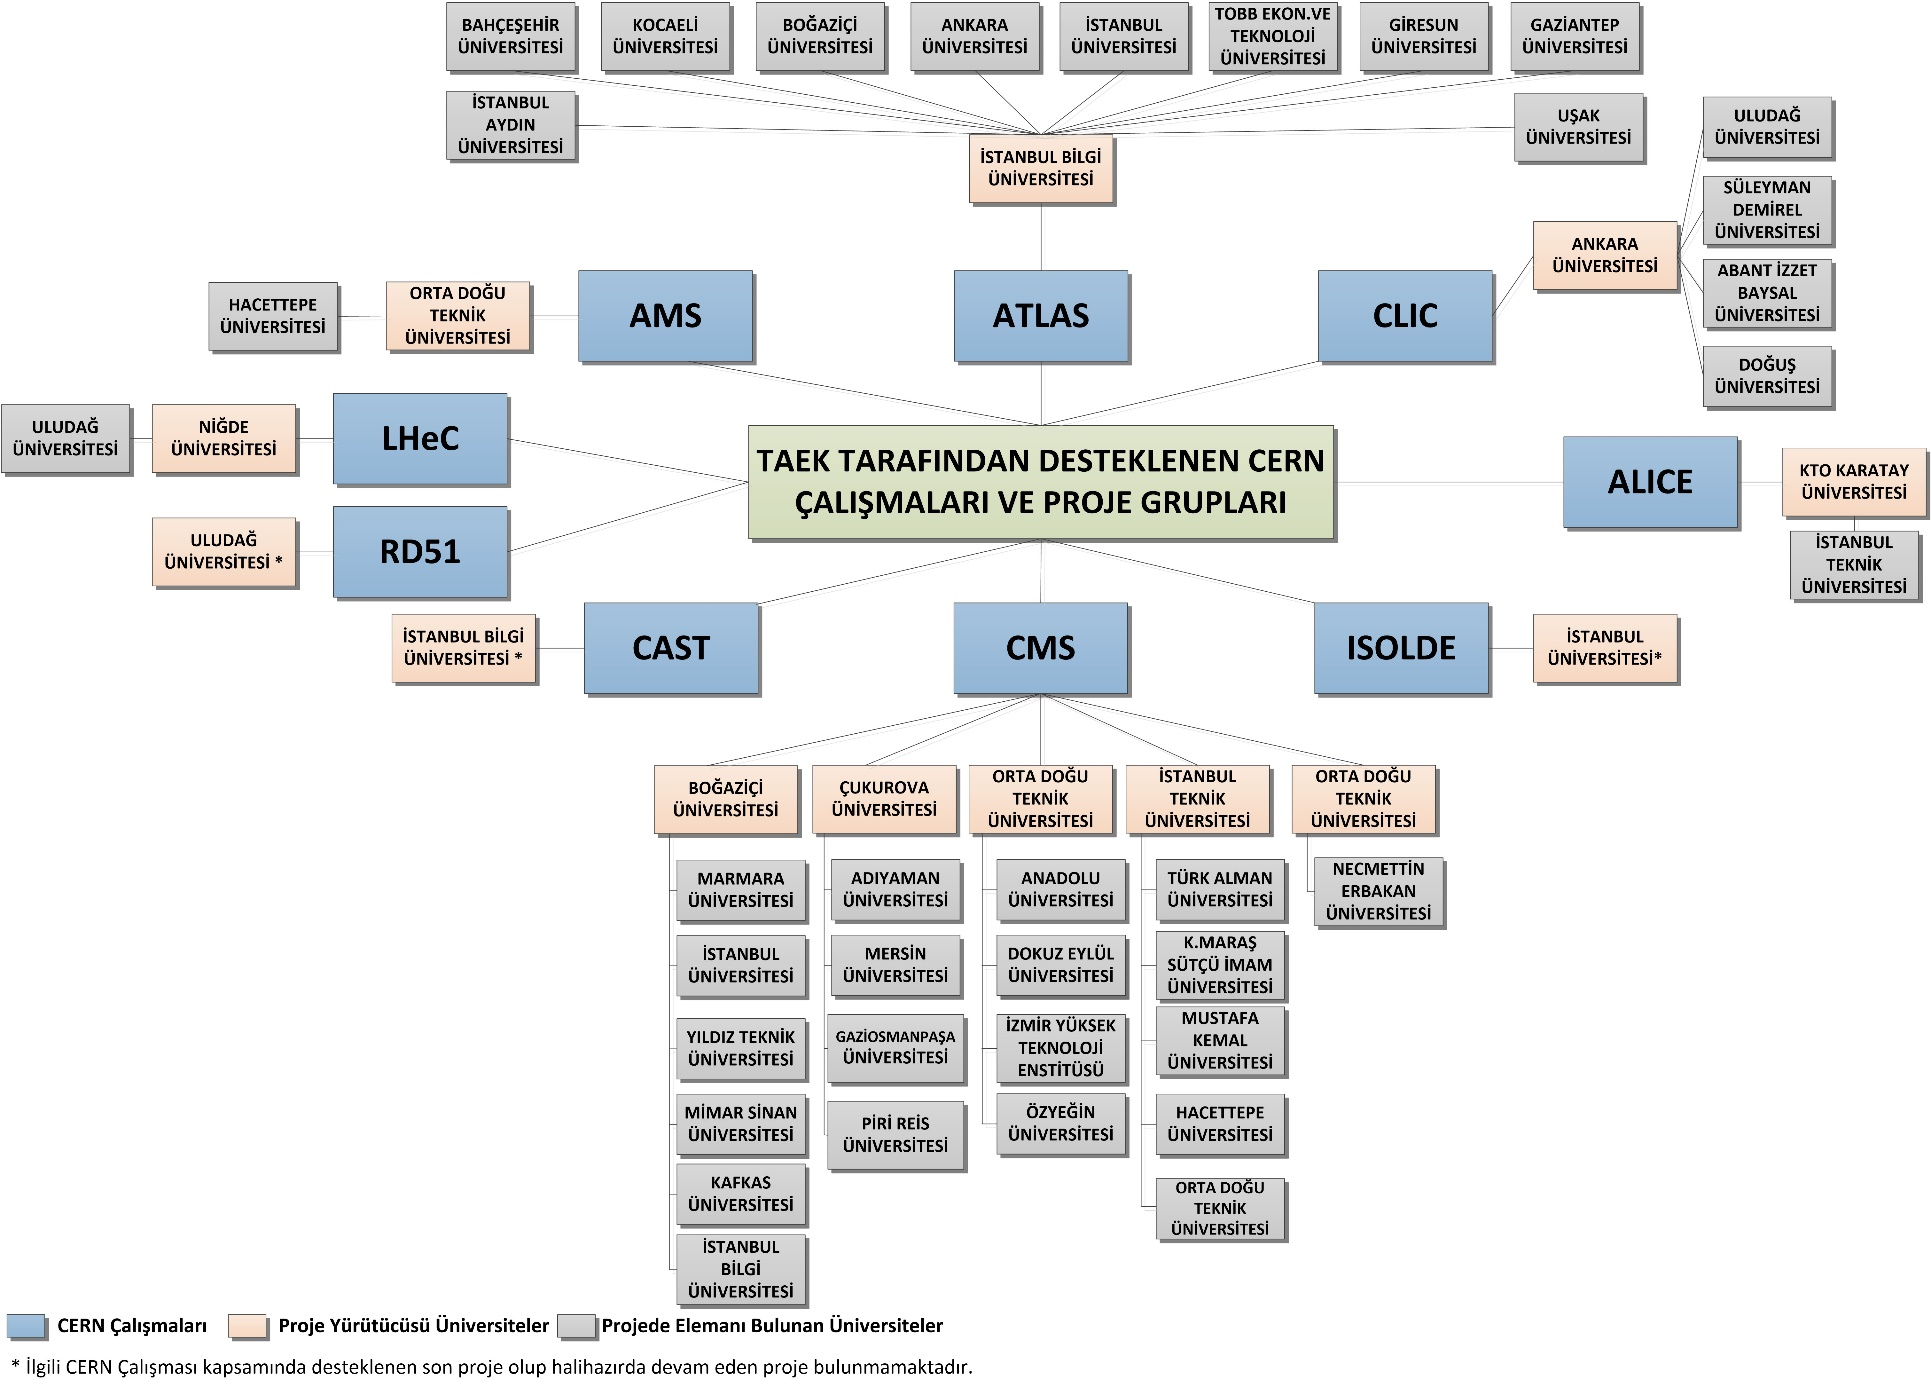 BAHÇEŞEHİR
ÜNİVERSİTESİ
KOCAELİ
ÜNİVERSİTESİ
BOĞAZİÇİ
ÜNİVERSİTESİ
ANKARA
ÜNİVERSİTESİ
İSTANBUL
ÜNİVERSİTESİ
TOBB EKON.VE
TEKNOLOJİ
ÜNİVERSİTESİ
GİRESUN
ÜNİVERSİTESİ
GAZİANTEP
ÜNİVERSİTESİ
İSTANBUL
AYDIN
ÜNİVERSİTESİ
UŞAK
ÜNİVERSİTESİ
İSTANBUL BİLGİ
ÜNİVERSİTESİ
ULUDAĞ
ÜNİVERSİTESİ
SÜLEYMAN
DEMİREL
ÜNİVERSİTESİ
ANKARA
ÜNİVERSİTESİ
ABANT İZZET
BAYSAL
ÜNİVERSİTESİ
DOĞUŞ
ÜNİVERSİTESİ
HACETTEPE
ÜNİVERSİTESİ
ORTA DOĞU
TEKNİK
ÜNİVERSİTESİ
AMS
ATLAS
CLIC
ULUDAĞ
ÜNİVERSİTESİ
NİĞDE
ÜNİVERSİTESİ
LHeC
TAEK TARAFINDAN DESTEKLENEN CERN
ÇALIŞMALARI VE PROJE GRUPLARI
ALICE
KTO KARATAY
ÜNİVERSİTESİ
İSTANBUL
TEKNİK
ÜNİVERSİTESİ
ULUDAĞ
ÜNİVERSİTESİ *
RD51
İSTANBUL BİLGİ
ÜNİVERSİTESİ *
CAST
CMS
ISOLDE
İSTANBUL
ÜNİVERSİTESİ*
BOĞAZİÇİ
ÜNİVERSİTESİ
ÇUKUROVA
ÜNİVERSİTESİ
ORTA DOĞU
TEKNİK
ÜNİVERSİTESİ
İSTANBUL
TEKNİK
ÜNİVERSİTESİ
ORTA DOĞU
TEKNİK
ÜNİVERSİTESİ
MARMARA
ÜNİVERSİTESİ
İSTANBUL
ÜNİVERSİTESİ
YILDIZ TEKNİK
ÜNİVERSİTESİ
MİMAR SİNAN
ÜNİVERSİTESİ
KAFKAS
ÜNİVERSİTESİ
İSTANBUL
BİLGİ
ÜNİVERSİTESİ
ADIYAMAN
ÜNİVERSİTESİ
MERSİN
ÜNİVERSİTESİ
GAZİOSMANPAŞA
ÜNİVERSİTESİ
PİRİ REİS
ÜNİVERSİTESİ
ANADOLU
ÜNİVERSİTESİ
DOKUZ EYLÜL
ÜNİVERSİTESİ
İZMİR YÜKSEK
TEKNOLOJİ
ENSTİTÜSÜ
ÖZYEĞİN
ÜNİVERSİTESİ
TÜRK ALMAN
ÜNİVERSİTESİ
K.MARAŞ
SÜTÇÜ İMAM
ÜNİVERSİTESİ
MUSTAFA
KEMAL
ÜNİVERSİTESİ
HACETTEPE
ÜNİVERSİTESİ
ORTA DOĞU
TEKNİK
ÜNİVERSİTESİ
NECMETTİN
ERBAKAN
ÜNİVERSİTESİ
CERN Çalışmaları
Proje Yürütücüsü Üniversiteler
Projede Elemanı Bulunan Üniversiteler
* İlgili CERN Çalışması kapsamında desteklenen son proje olup halihazırda devam eden proje bulunmamaktadır.